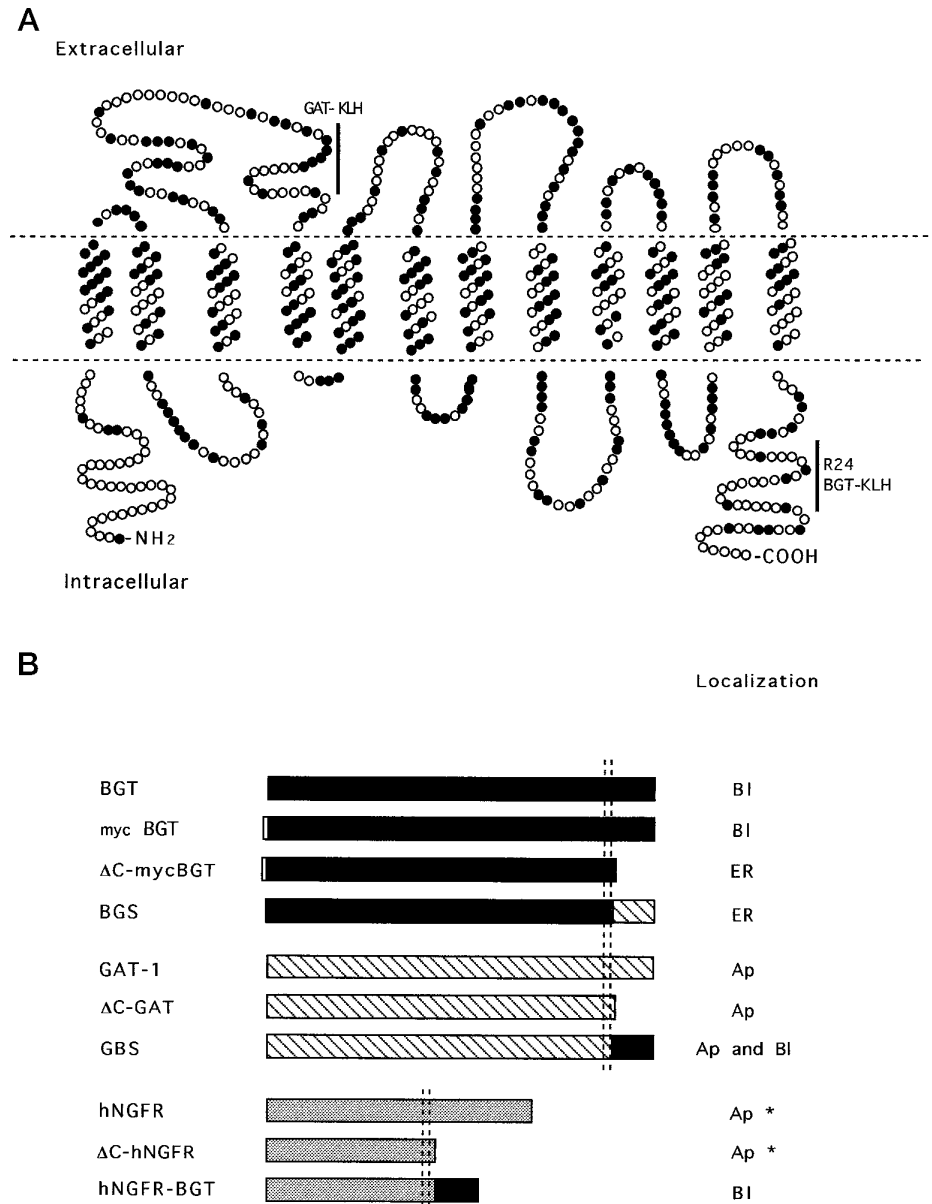 A
Extracellular
GAT-KLH
R24
BGT-KLH
-NH2
-COOH
Intracellular
B
Localization
BGT Bl
myc BGT Bl
ΔC-mycBGT ER
BGS ER
GAT-1 Ap
ΔC-GAT Ap
GBS Ap and Bl
hNGFR Ap *
ΔC-hNGFR Ap *
hNGFR-BGT Bl